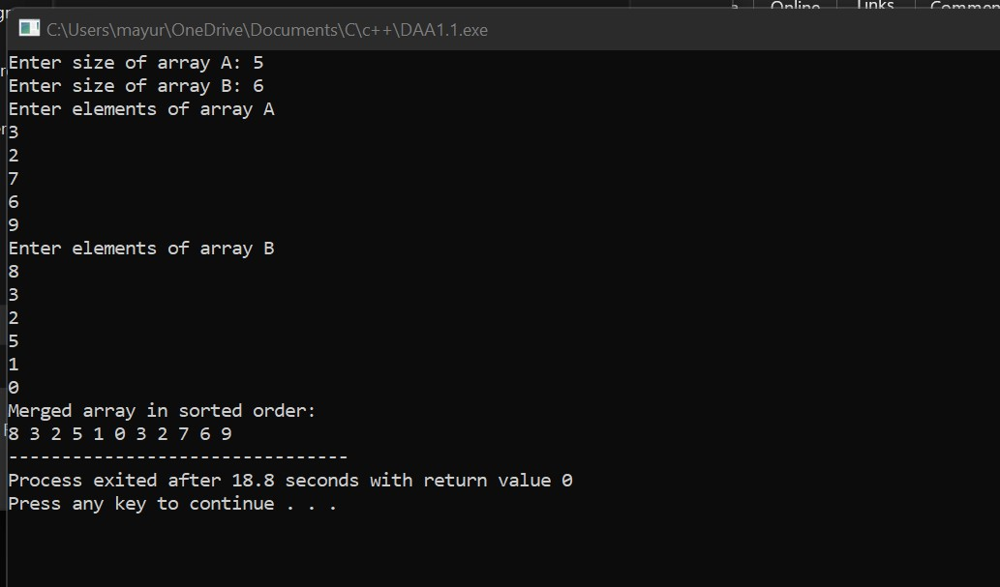 Online Links
C:\Users\mayur\OneDrive\Documents\C\c++\DAA1.1.exe
Enter size of array A: 5
Enter size of array B: 6
Enter elements of array A
3
2
7
6
9
Enter elements of array B
8
3
2
5
1
0
Merged array in sorted order:
8 3 2 5 1 0 3 2 7 6 9
--------------------------------
Process exited after 18.8 seconds with return value 0
Press any key to continue . . .